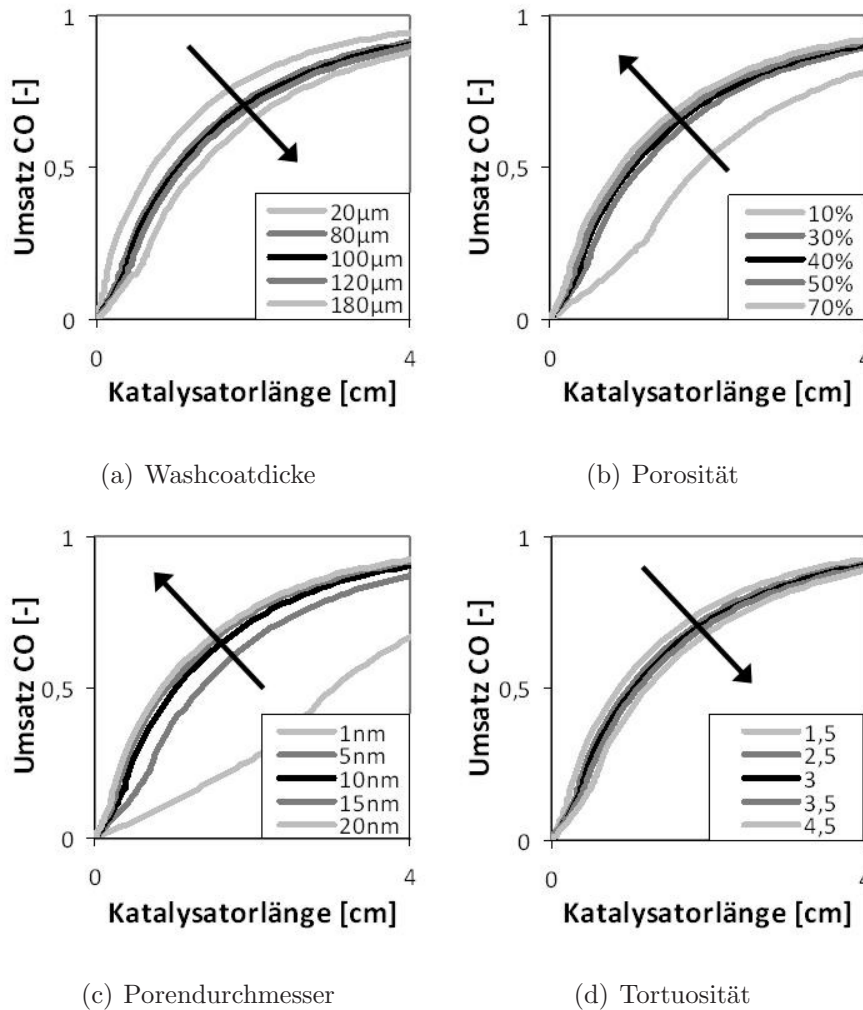 1
0,5
0
Umsatz CO [-]
20µm
80µm
100µm
120µm
180µm
0
4
Katalysatorlänge [cm]
(a) Washcoatdicke
1
0,5
0
Umsatz CO [-]
10%
30%
40%
50%
70%
0
4
Katalysatorlänge [cm]
(b) Porosität
1
0,5
0
Umsatz CO [-]
1nm
5nm
10nm
15nm
20nm
0
4
Katalysatorlänge [cm]
(c) Porendurchmesser
1
0,5
0
Umsatz CO [-]
1,5
2,5
3
3,5
4,5
0
4
Katalysatorlänge [cm]
(d) Tortuosität